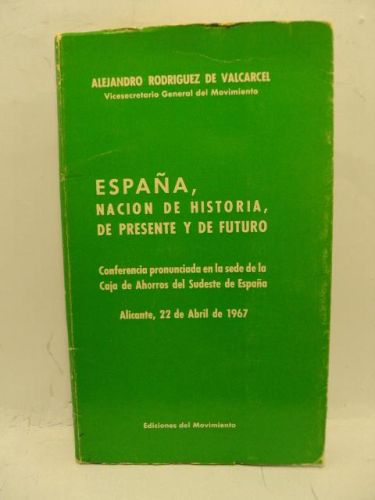 ALEJANDRO RODRIGUEZ DE VALCARCEL
Vicesecretario General del Movimiento
ESPAÑA,
NACION DE HISTORIA,
DE PRESENTE Y DE FUTURO
Conferencia pronunciada en la sede de la
Caja de Ahorros del Sudeste de España
Alicante, 22 de Abril de 1967
Ediciones del Movimiento